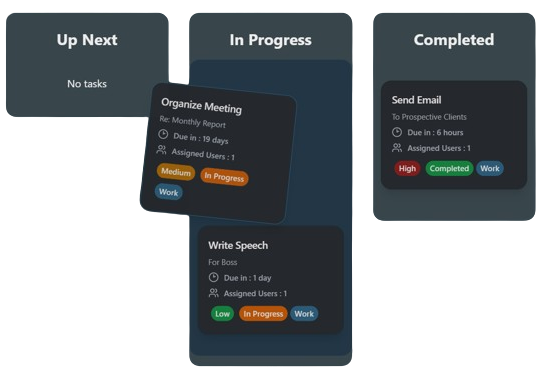 Up Next
No tasks
In Progress
Organize Meeting
Re: Monthly Report
Due in : 19 days
Assigned Users : 1
Medium In Progress
Work
Write Speech
For Boss
Due in : 1 day
Assigned Users : 1
Low In Progress Work
Completed
Send Email
To Prospective Clients
Due in : 6 hours
Assigned Users : 1
High Completed Work